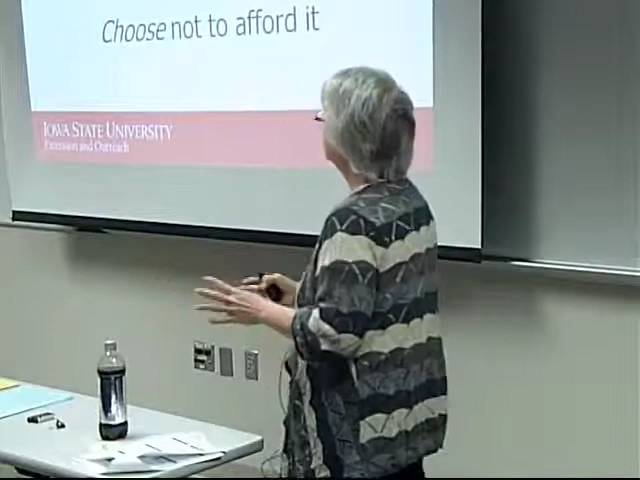 Choose not to afford it
IOWA STATE UNIVERSITY
Extension and Outreach